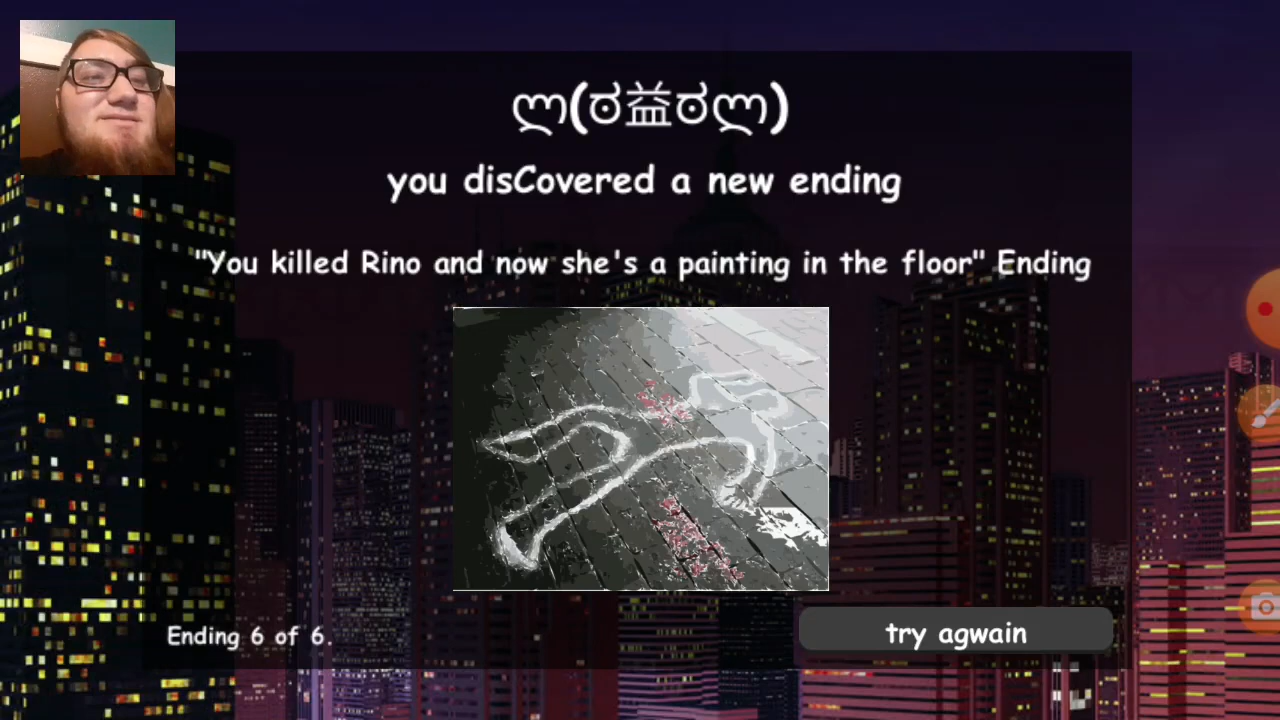 ლ(ಠ益ಠლ)
you disCovered a new ending
"You killed Rino and now she's a painting in the floor" Ending
Ending 6 of 6.
try agwain